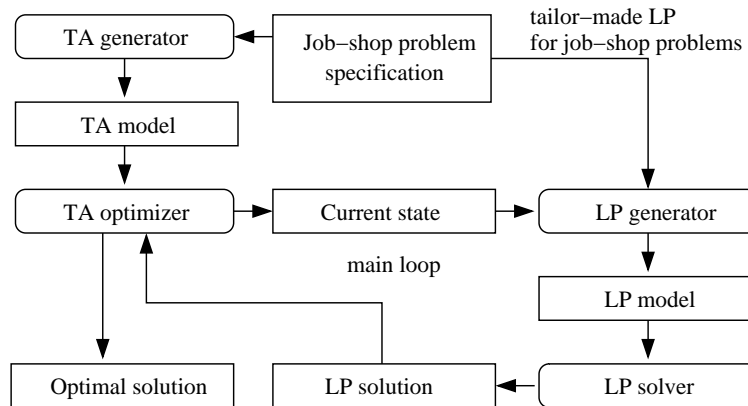 TA generator
Job−shop problem
specification
tailor−made LP
for job−shop problems
TA model
TA optimizer
Current state
LP generator
main loop
LP model
Optimal solution
LP solution
LP solver